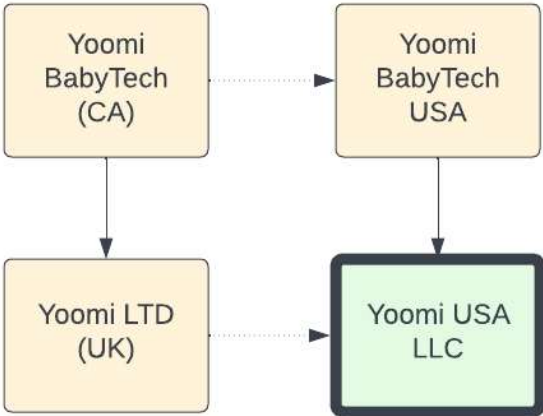 Yoomi
BabyTech
(CA)
Yoomi
BabyTech
USA
Yoomi LTD
(UK)
Yoomi USA
LLC